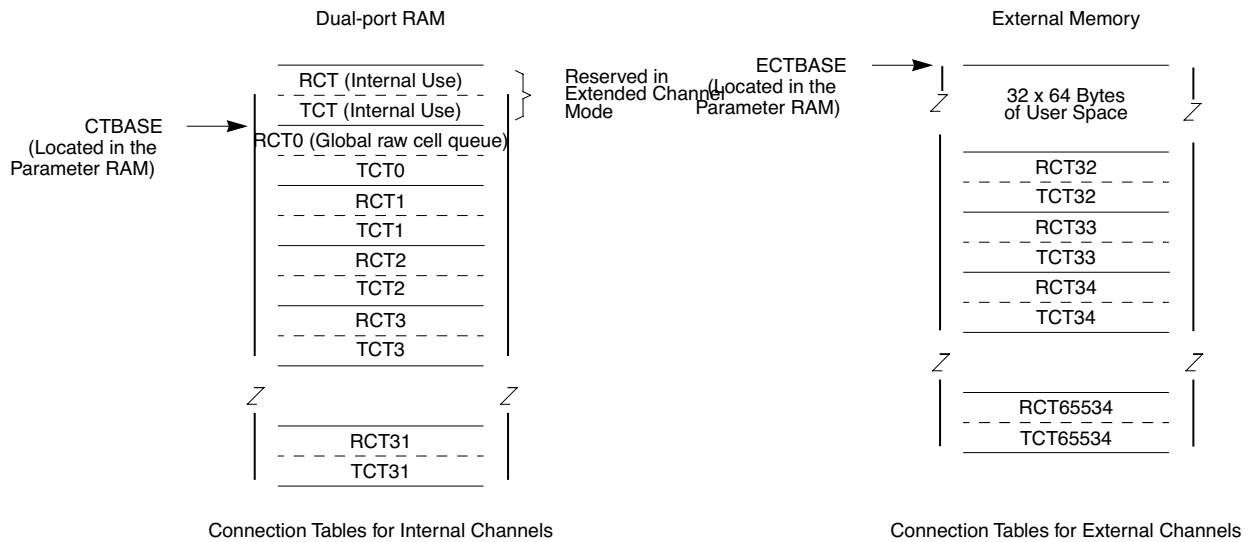 Dual-port RAM
RCT (Internal Use)
TCT (Internal Use)
Reserved in
Extended Channel
Mode
CTBASE
(Located in the
Parameter RAM)
RCT0 (Global raw cell queue)
TCT0
RCT1
TCT1
RCT2
TCT2
RCT3
TCT3
Z Z
RCT31
TCT31
Connection Tables for Internal Channels
External Memory
ECTBASE
(Located in the
Parameter RAM)
Z Z
32 x 64 Bytes
of User Space
RCT32
TCT32
RCT33
TCT33
RCT34
TCT34
Z Z
RCT65534
TCT65534
Connection Tables for External Channels